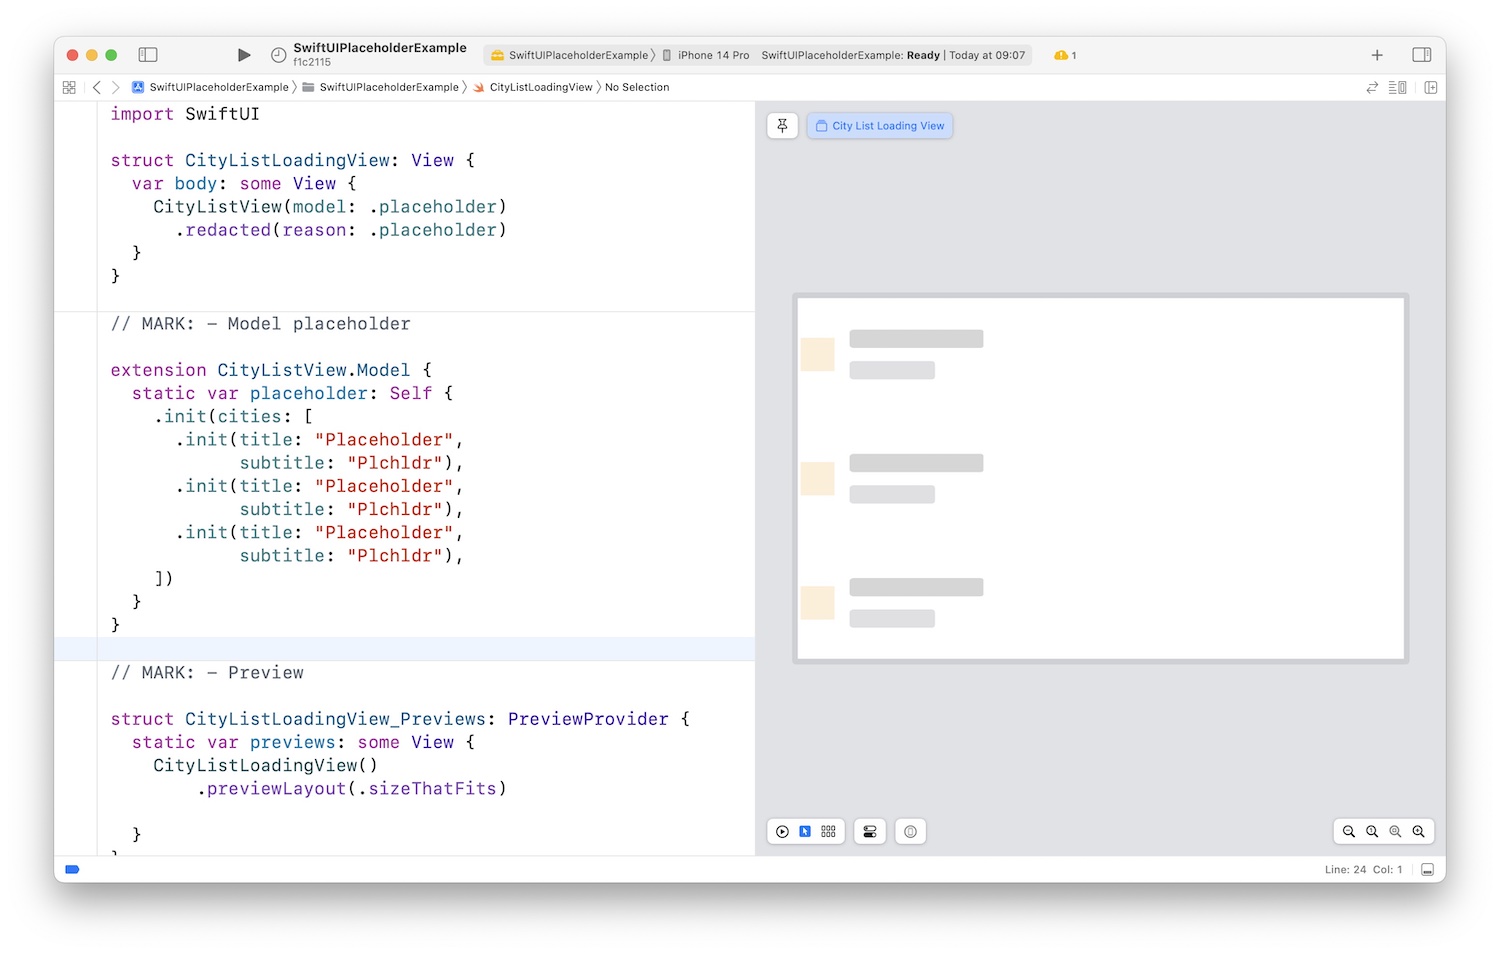 SwiftUIPlaceholderExample
f1c2115
SwiftUIPlaceholderExample iPhone 14 Pro SwiftUIPlaceholderExample: Ready | Today at 09:07
1
SwiftUIPlaceholderExample SwiftUIPlaceholderExample CityListLoadingView No Selection
import SwiftUI
struct CityListLoadingView: View {
var body: some View {
CityListView(model: .placeholder)
.redacted(reason: .placeholder)
}
}
// MARK: – Model placeholder
extension CityListView.Model {
static var placeholder: Self {
.init(cities: [
.init(title: "Placeholder",
subtitle: "Plchldr"),
.init(title: "Placeholder",
subtitle: "Plchldr"),
.init(title: "Placeholder",
subtitle: "Plchldr"),
])
}
}
// MARK: – Preview
struct CityListLoadingView_Previews: PreviewProvider {
static var previews: some View {
CityListLoadingView()
.previewLayout(.sizeThatFits)
}
City List Loading View
Line: 24 Col: 1